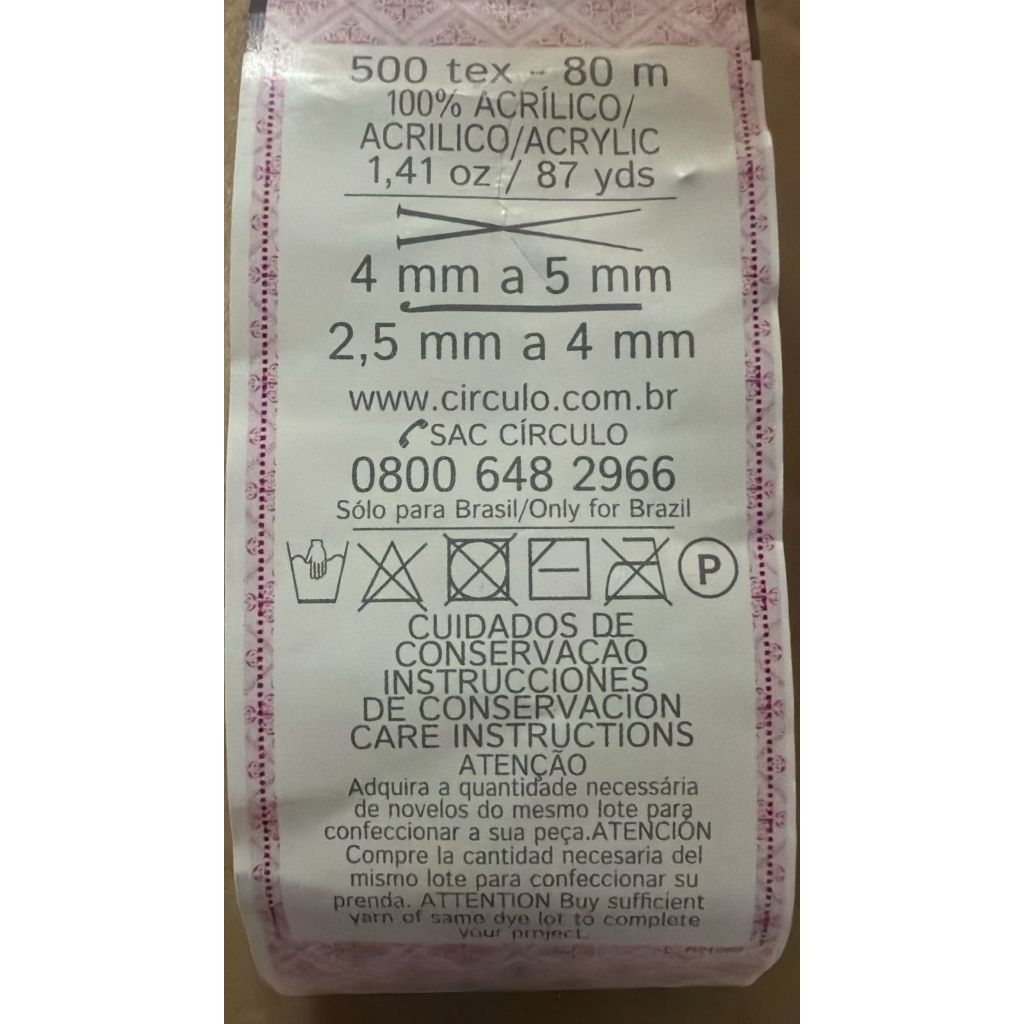 500 tex - 80 m
100% ACRÍLICO/
ACRILICO/ACRYLIC
1,41 oz / 87 yds
4 mm a 5 mm
2,5 mm a 4 mm
www.circulo.com.br
SAC CÍRCULO
0800 648 2966
Sólo para Brasil/Only for Brazil
P
CUIDADOS DE
CONSERVAÇÃO
INSTRUCCIONES
DE CONSERVACION
CARE INSTRUCTIONS
ATENÇÃO
Adquira a quantidade necessária
de novelos do mesmo lote para
confeccionar a sua peça.ATENCIÓN
Compre la cantidad necesaria del
mismo lote para confeccionar su
prenda. ATTENTION Buy sufficient
yarn of same dye lot to complete
your project.